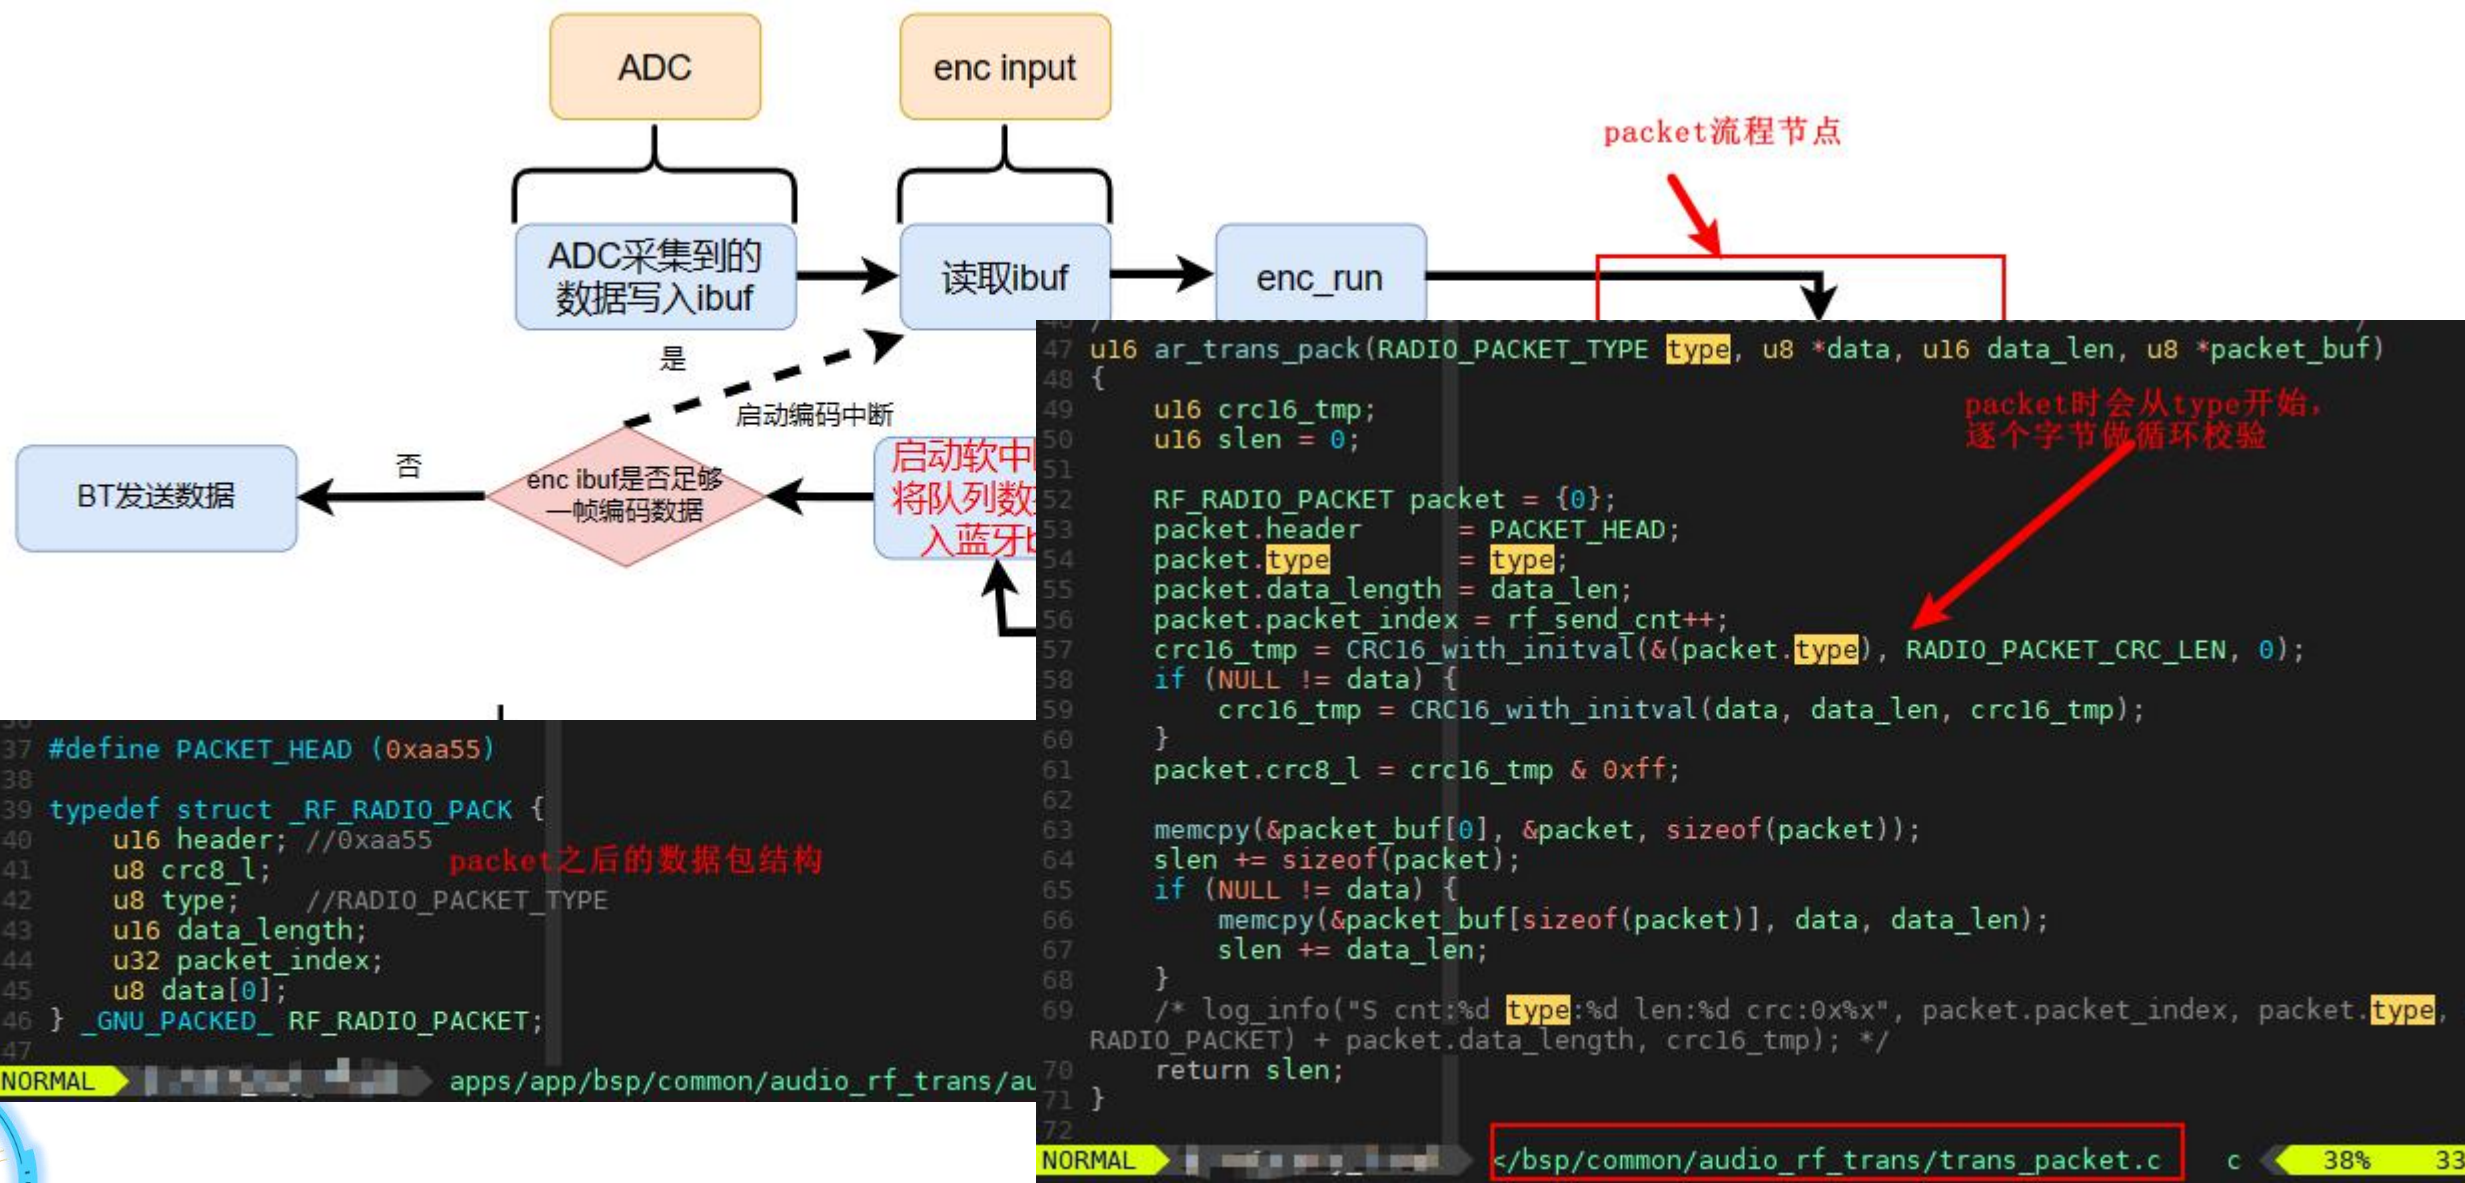 ADC
enc input
packet流程节点
ADC采集到的
数据写入ibuf
读取ibuf
enc_run
是
启动编码中断
否
BT发送数据
enc ibuf是否足够
一帧编码数据
启动软中
将队列数
入蓝牙
47 u16 ar_trans_pack(RADIO_PACKET_TYPE type, u8 *data, u16 data_len, u8 *packet_buf)
48 {
49 u16 crc16_tmp;
50 u16 slen = 0;
51
52 RF_RADIO_PACKET packet = {0};
53 packet.header = PACKET_HEAD;
54 packet.type = type;
55 packet.data_length = data_len;
56 packet.packet_index = rf_send_cnt++;
57 crc16_tmp = CRC16_with_initval(&(packet.type), RADIO_PACKET_CRC_LEN, 0);
58 if (NULL != data) {
59 crc16_tmp = CRC16_with_initval(data, data_len, crc16_tmp);
60 }
61 packet.crc8_l = crc16_tmp & 0xff;
62
63 memcpy(&packet_buf[0], &packet, sizeof(packet));
64 slen += sizeof(packet);
65 if (NULL != data) {
66 memcpy(&packet_buf[sizeof(packet)], data, data_len);
67 slen += data_len;
68 }
69 /* log_info("S cnt:%d type:%d len:%d crc:0x%x", packet.packet_index, packet.type,
RADIO_PACKET) + packet.data_length, crc16_tmp); */
70 return slen;
71 }
72
packet时会从type开始,
逐个字节做循环校验
NORMAL </bsp/common/audio_rf_trans/trans_packet.c c 38% 33
37 #define PACKET_HEAD (0xaa55)
38
39 typedef struct _RF_RADIO_PACK {
40 u16 header; //0xaa55
41 u8 crc8_l;
42 u8 type; //RADIO_PACKET_TYPE
43 u16 data_length;
44 u32 packet_index;
45 u8 data[0];
46 } _GNU_PACKED_ RF_RADIO_PACKET;
47
packet之后的数据包结构
NORMAL apps/app/bsp/common/audio_rf_trans/au